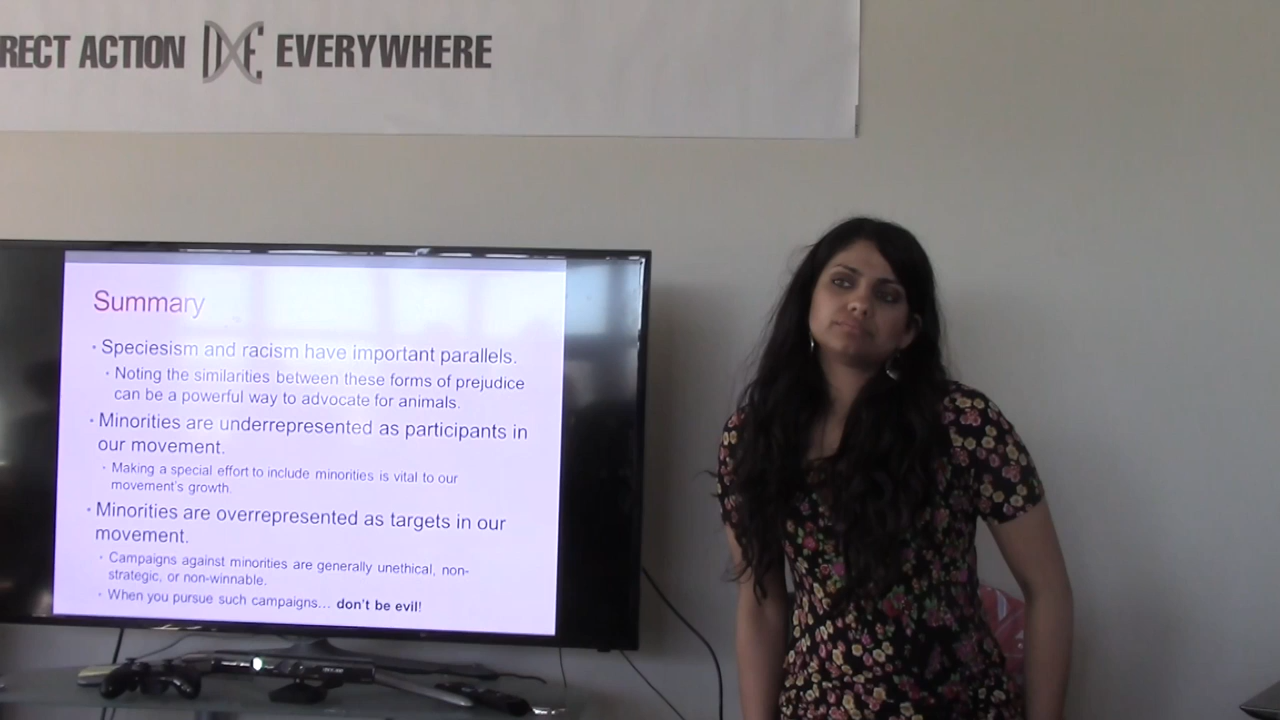 RECT ACTION DXE EVERYWHERE
Summary
• Speciesism and racism have important parallels.
• Noting the similarities between these forms of prejudice
can be a powerful way to advocate for animals.
• Minorities are underrepresented as participants in
our movement.
• Making a special effort to include minorities is vital to our
movement's growth.
• Minorities are overrepresented as targets in our
movement.
• Campaigns against minorities are generally unethical, non-
strategic, or non-winnable.
• When you pursue such campaigns… don't be evil!